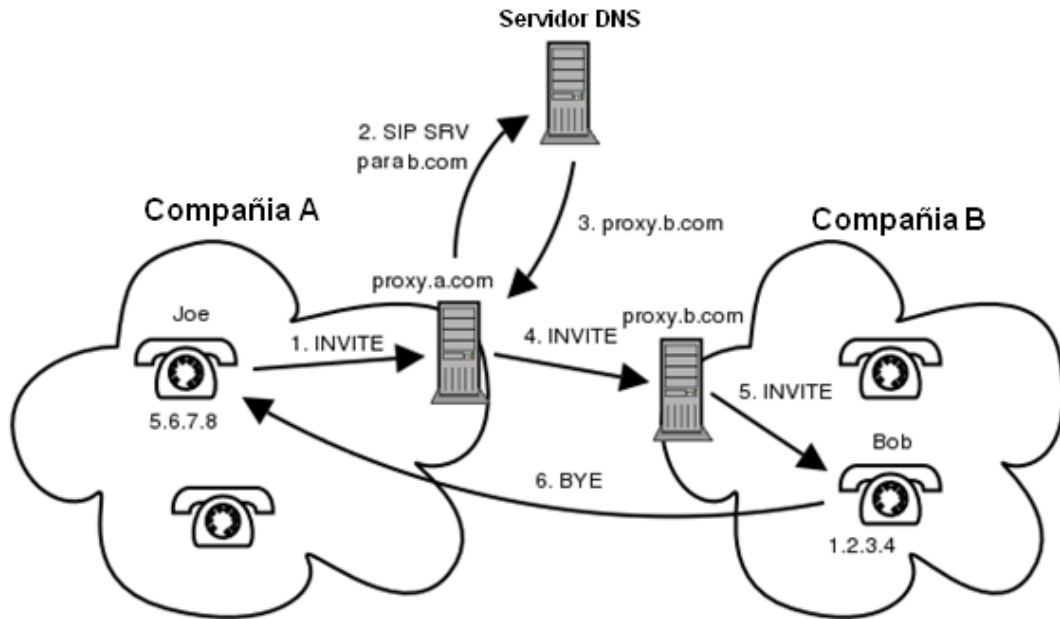 Servidor DNS
2. SIP SRV
para b.com
Compañia A
3. proxy.b.com
Compañia B
proxy.a.com
Joe
1. INVITE
4. INVITE
proxy.b.com
5. INVITE
5.6.7.8
Bob
6. BYE
1.2.3.4